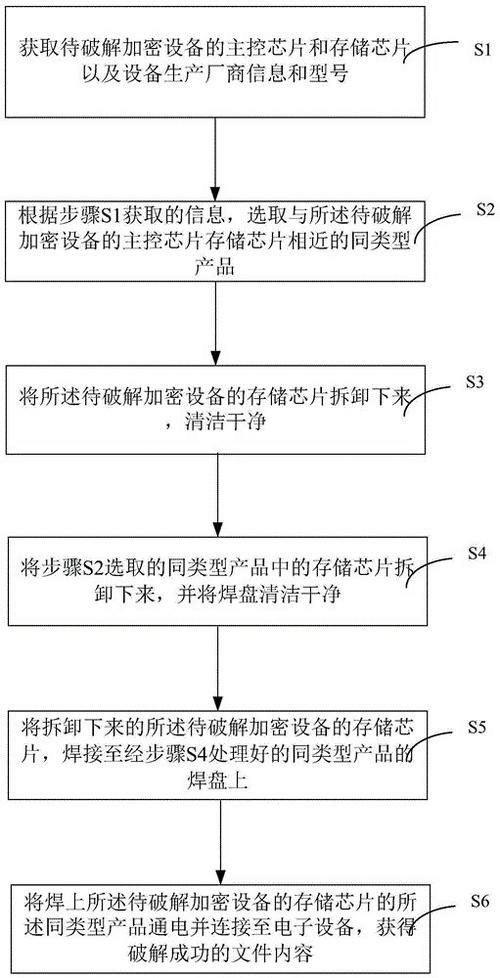 获取待破解加密设备的主控芯片和存储芯片
以及设备生产厂商信息和型号
S1
根据步骤S1获取的信息，选取与所述待破解
加密设备的主控芯片存储芯片相近的同类型
产品
S2
将所述待破解加密设备的存储芯片拆卸下来
，清洁干净
S3
将步骤S2选取的同类型产品中的存储芯片拆
卸下来，并将焊盘清洁干净
S4
将拆卸下来的所述待破解加密设备的存储芯
片，焊接至经步骤S4处理好的同类型产品的
焊盘上
S5
将焊上所述待破解加密设备的存储芯片的所
述同类型产品通电并连接至电子设备，获得
破解成功的文件内容
S6